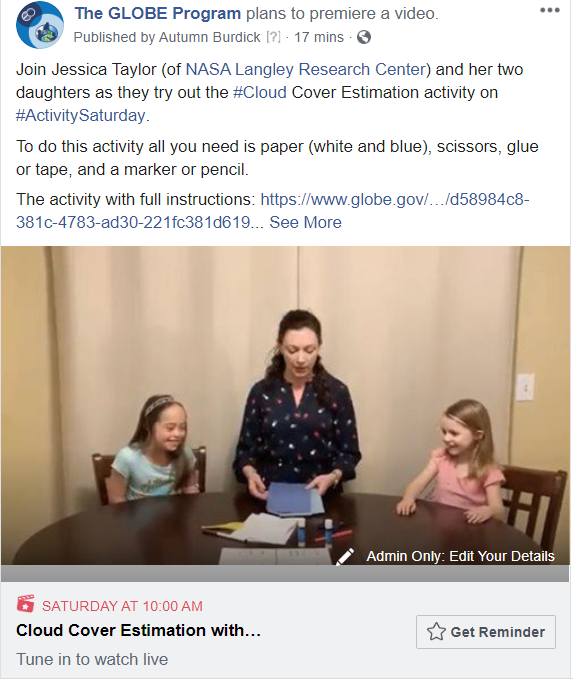 The GLOBE Program plans to premiere a video.
Published by Autumn Burdick [?] · 17 mins ·
Join Jessica Taylor (of NASA Langley Research Center) and her two
daughters as they try out the #Cloud Cover Estimation activity on
#ActivitySaturday.
To do this activity all you need is paper (white and blue), scissors, glue
or tape, and a marker or pencil.
The activity with full instructions: https://www.globe.gov/…/d58984c8-
381c-4783-ad30-221fc381d619... See More
Admin Only: Edit Your Details
SATURDAY AT 10:00 AM
Cloud Cover Estimation with…
Get Reminder
Tune in to watch live